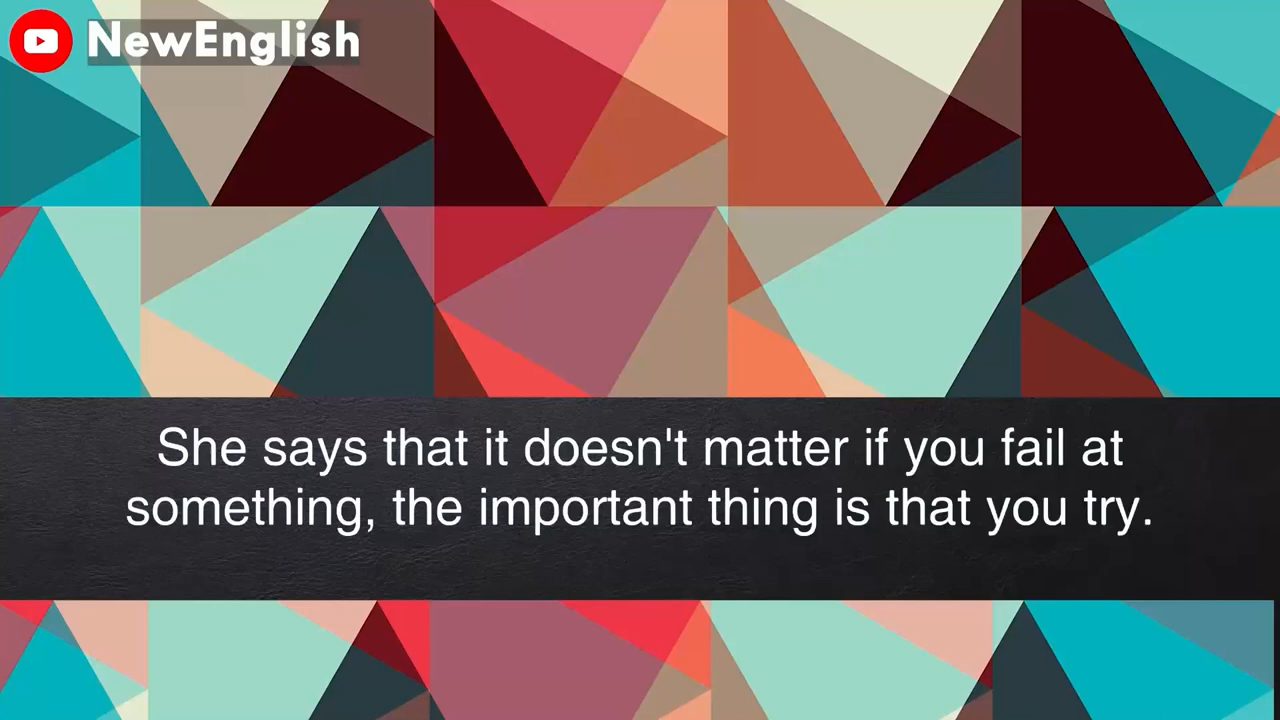 NewEnglish
She says that it doesn't matter if you fail at
something, the important thing is that you try.